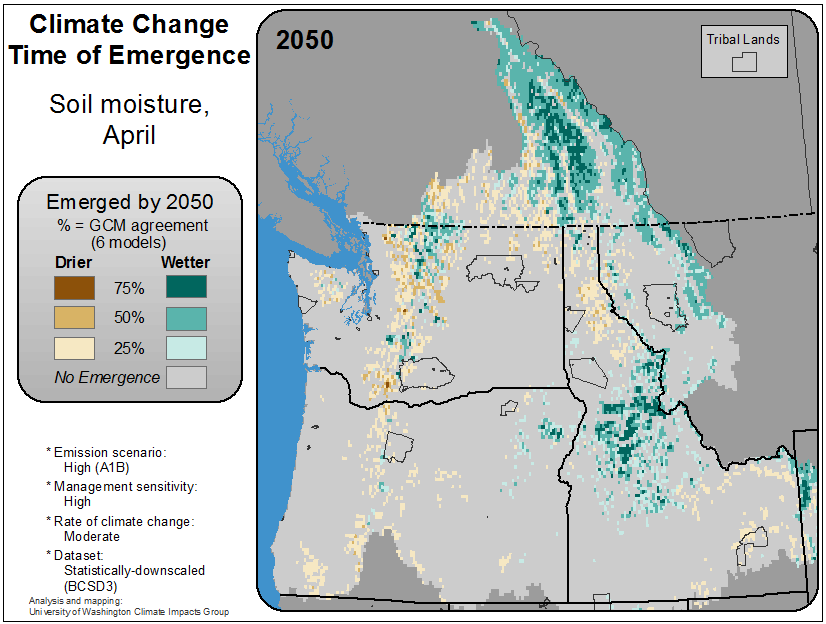 Climate Change
Time of Emergence
Soil moisture,
April
Emerged by 2050
% = GCM agreement
(6 models)
Drier Wetter
75%
50%
25%
No Emergence
* Emission scenario:
High (A1B)
* Management sensitivity:
High
* Rate of climate change:
Moderate
* Dataset:
Statistically-downscaled
(BCSD3)
Analysis and mapping:
University of Washington Climate Impacts Group
2050
Tribal Lands